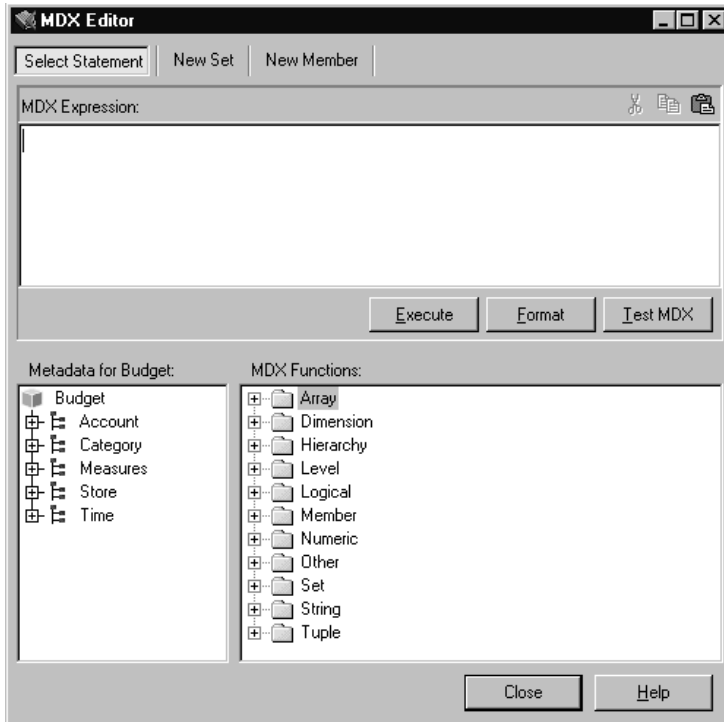 MDX Editor
Select Statement New Set New Member
MDX Expression:
Execute Format Test MDX
Metadata for Budget:
Budget
Account
Category
Measures
Store
Time
MDX Functions:
Array
Dimension
Hierarchy
Level
Logical
Member
Numeric
Other
Set
String
Tuple
Close Help